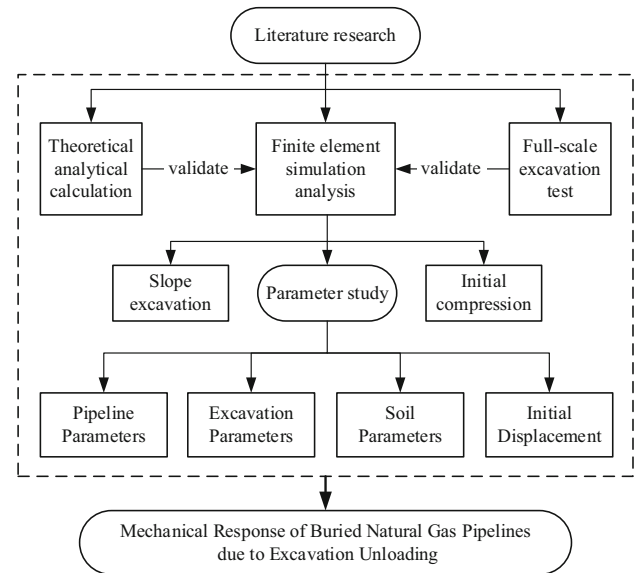 Literature research
Theoretical
analytical
calculation
validate
Finite element
simulation
analysis
validate
Full-scale
excavation
test
Slope
excavation
Parameter study
Initial
compression
Pipeline
Parameters
Excavation
Parameters
Soil
Parameters
Initial
Displacement
Mechanical Response of Buried Natural Gas Pipelines
due to Excavation Unloading